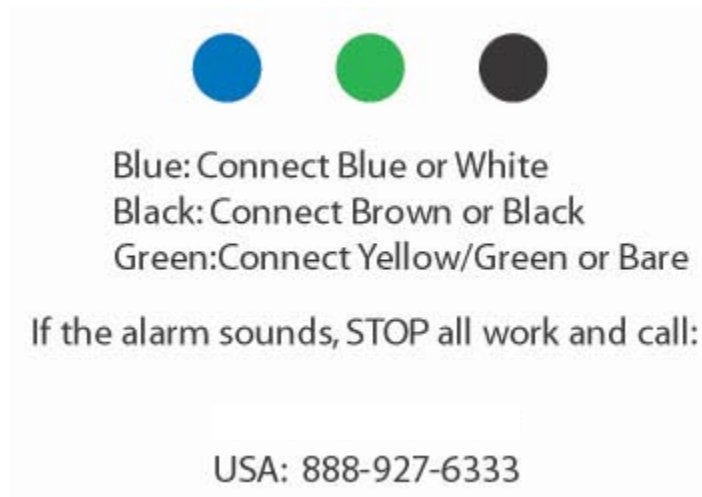 Blue: Connect Blue or White
Black: Connect Brown or Black
Green:Connect Yellow/Green or Bare
If the alarm sounds, STOP all work and call:
USA: 888-927-6333